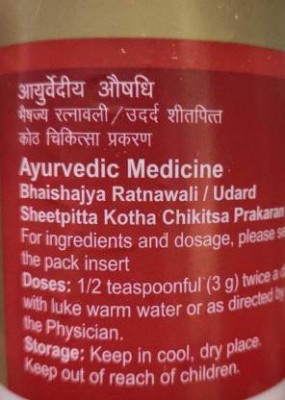 आयुर्वेदीय औषधि
भैषज्य रत्नावली / उदर्द शीतपित्त
कोठ चिकित्सा प्रकरण
Ayurvedic Medicine
Bhaishajya Ratnawali / Udard
Sheetpitta Kotha Chikitsa Prakaran
For ingredients and dosage, please
the pack insert
Doses: 1/2 teaspoonful (3 g) twice a
with luke warm water or as directed by
the Physician.
Storage: Keep in cool, dry place.
Keep out of reach of children.